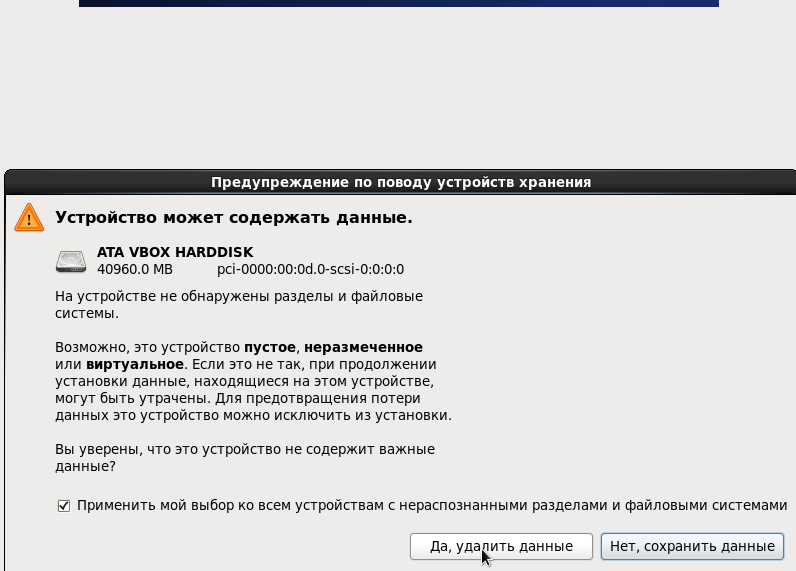 Предупреждение по поводу устройств хранения
Устройство может содержать данные.
ATA VBOX HARDDISK
40960.0 MB pci-0000:00:0d.0-scsi-0:0:0:0
На устройстве не обнаружены разделы и файловые
системы.
Возможно, это устройство пустое, неразмеченное
или виртуальное. Если это не так, при продолжении
установки данные, находящиеся на этом устройстве,
могут быть утрачены. Для предотвращения потери
данных это устройство можно исключить из установки.
Вы уверены, что это устройство не содержит важные
данные?
Применить мой выбор ко всем устройствам с нераспознанными разделами и файловыми системами
Да, удалить данные Нет, сохранить данные